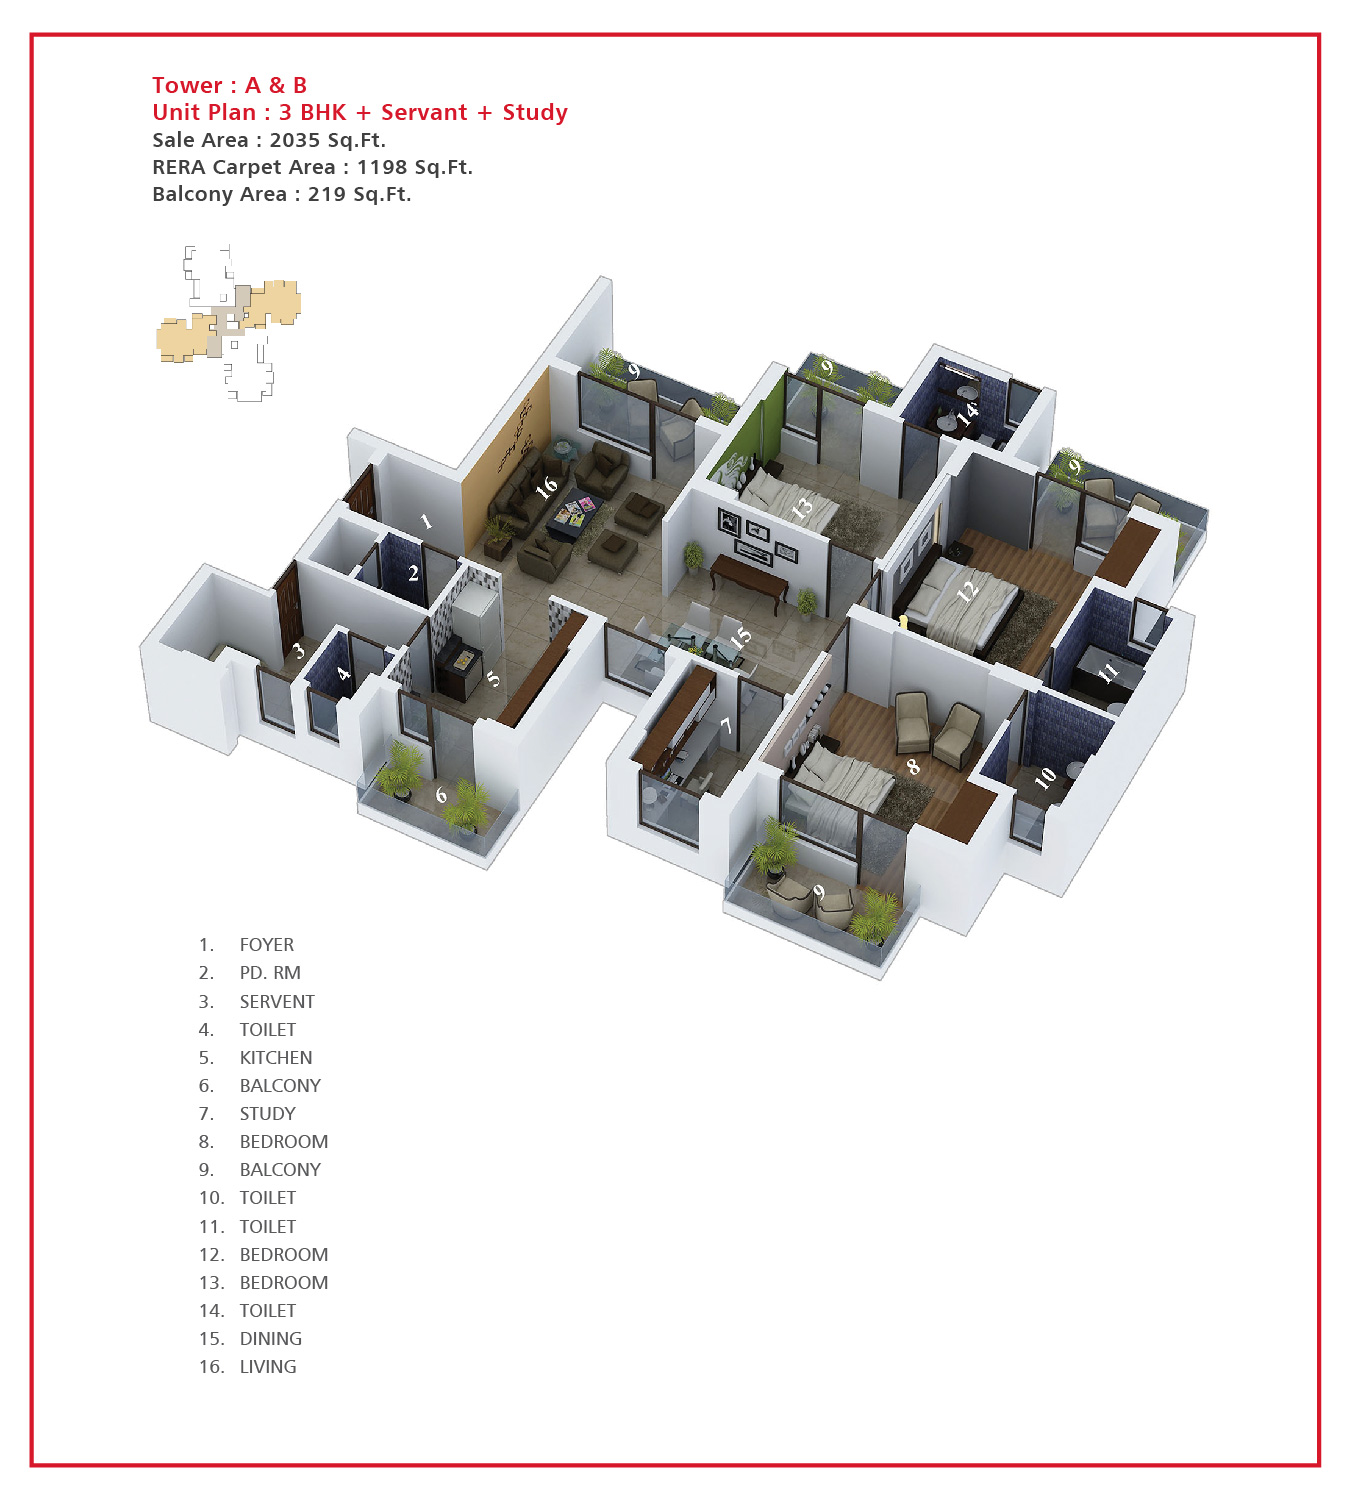 Tower : A & B
Unit Plan : 3 BHK + Servant + Study
Sale Area : 2035 Sq.Ft.
RERA Carpet Area : 1198 Sq.Ft.
Balcony Area : 219 Sq.Ft.
9
9
14
9
16
13
1
2
12
15
3
4
5
11
7
8
10
6
9
1. FOYER
2. PD. RM
3. SERVENT
4. TOILET
5. KITCHEN
6. BALCONY
7. STUDY
8. BEDROOM
9. BALCONY
10. TOILET
11. TOILET
12. BEDROOM
13. BEDROOM
14. TOILET
15. DINING
16. LIVING